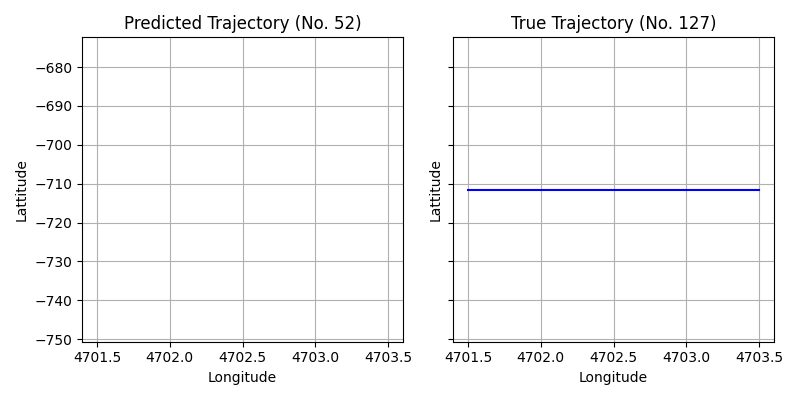 Predicted Trajectory (No. 52)
Lattitude
−680
−690
−700
−710
−720
−730
−740
−750
4701.5 4702.0 4702.5 4703.0 4703.5
Longitude
True Trajectory (No. 127)
Lattitude
4701.5 4702.0 4702.5 4703.0 4703.5
Longitude